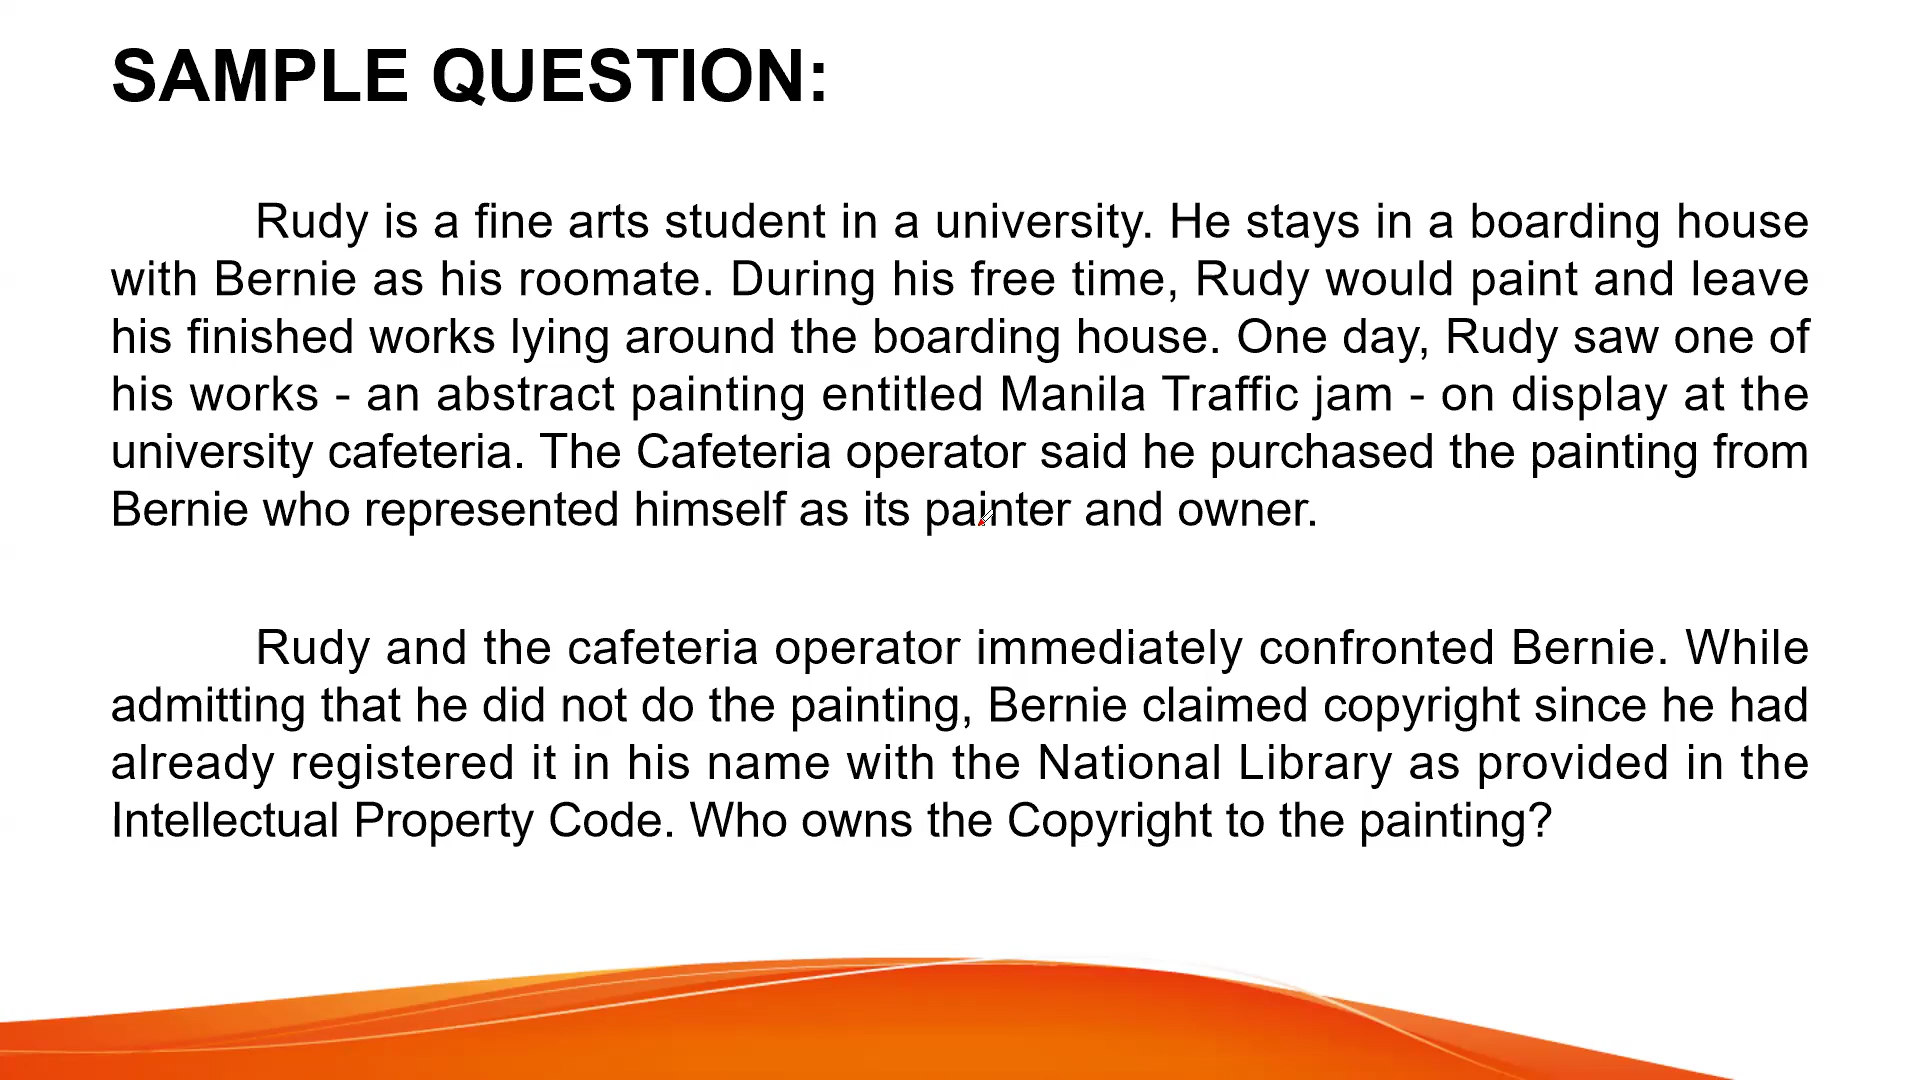 SAMPLE QUESTION:
Rudy is a fine arts student in a university. He stays in a boarding house
with Bernie as his roomate. During his free time, Rudy would paint and leave
his finished works lying around the boarding house. One day, Rudy saw one of
his works - an abstract painting entitled Manila Traffic jam - on display at the
university cafeteria. The Cafeteria operator said he purchased the painting from
Bernie who represented himself as its painter and owner.
Rudy and the cafeteria operator immediately confronted Bernie. While
admitting that he did not do the painting, Bernie claimed copyright since he had
already registered it in his name with the National Library as provided in the
Intellectual Property Code. Who owns the Copyright to the painting?